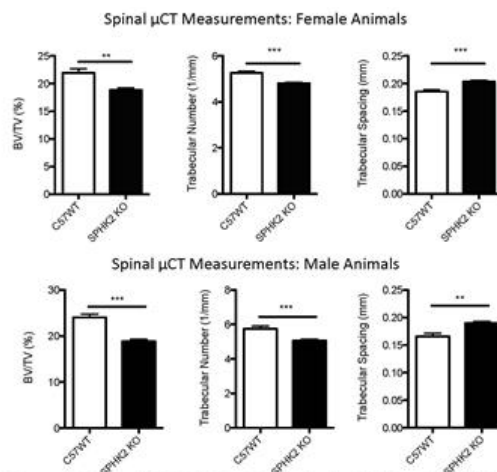 Spinal µCT Measurements: Female Animals
BV/TV (%)
25
20
15
10
5
0
**
C57WT
SPHK2 KO
Trabecular Number (1/mm)
6
4
2
0
***
C57WT
SPHK2 KO
Trabecular Spacing (mm)
0.25
0.20
0.15
0.10
0.05
0.00
***
C57WT
SPHK2 KO
Spinal µCT Measurements: Male Animals
BV/TV (%)
30
20
10
0
***
C57WT
SPHK2 KO
Trabecular Number (1/mm)
8
6
4
2
0
***
C57WT
SPHK2 KO
Trabecular Spacing (mm)
0.25
0.20
0.15
0.10
0.05
0.00
**
C57WT
SPHK2 KO